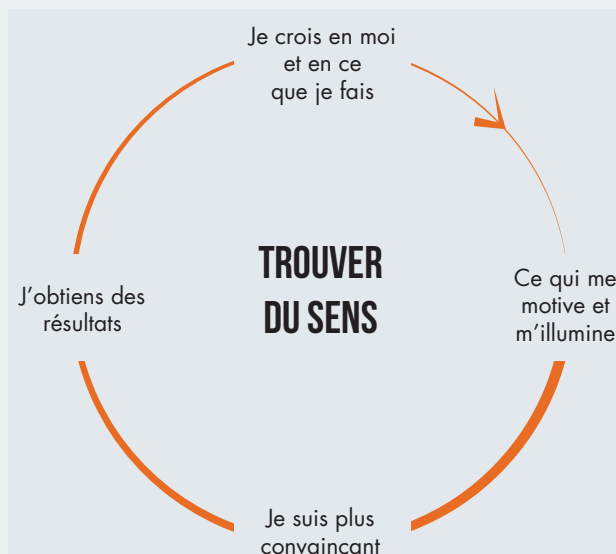 Je crois en moi
et en ce
que je fais
TROUVER
DU SENS
J'obtiens des
résultats
Ce qui me
motive et
m'illumine
Je suis plus
convaincant